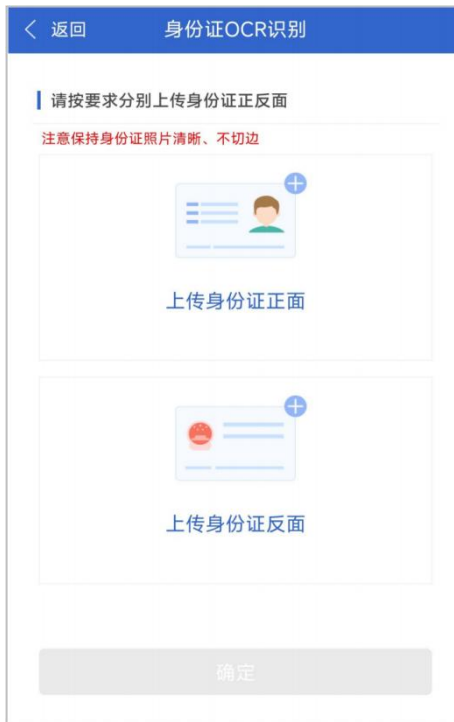 返回
身份证OCR识别
请按要求分别上传身份证正反面
注意保持身份证照片清晰、不切边
上传身份证正面
上传身份证反面
确定